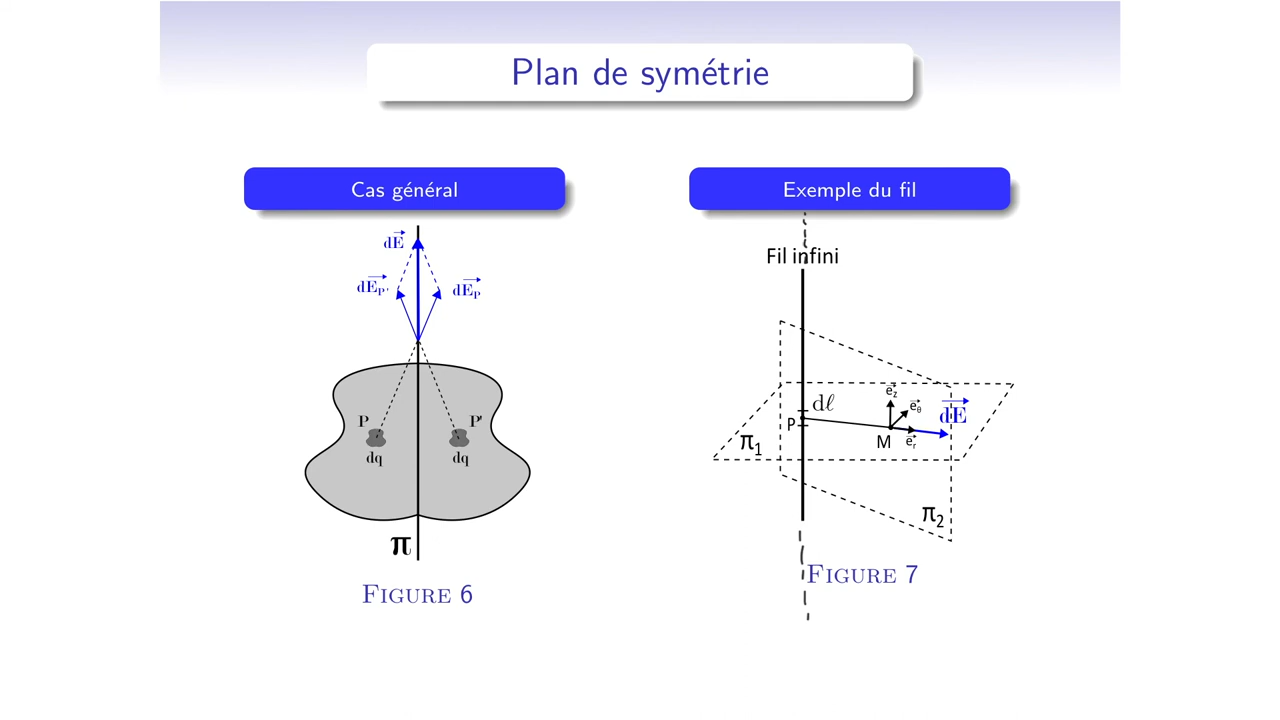 Plan de symétrie
Cas général
Exemple du fil
dE
dE_P'
dE_P
P
P'
dq
dq
π
FIGURE 6
Fil infini
dℓ
P
e_z
e_θ
dE
M
e_r
π₁
π₂
FIGURE 7